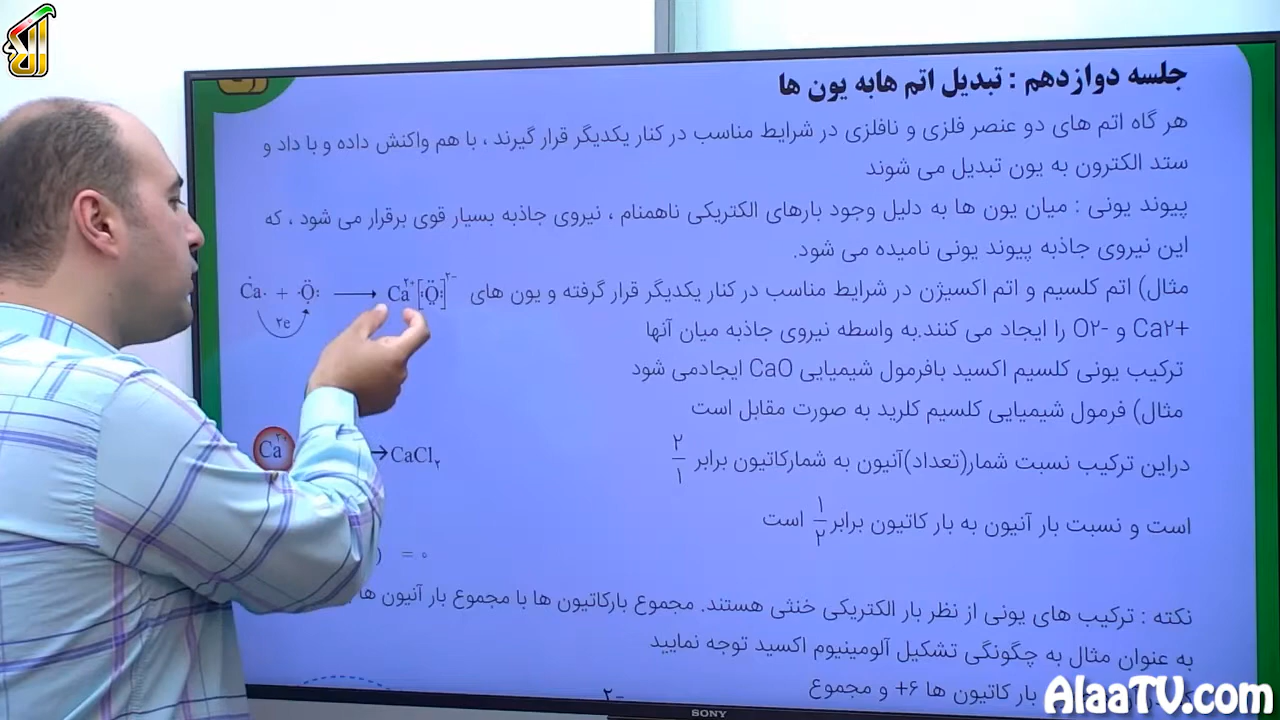 جلسه دوازدهم : تبدیل اتم هابه یون ها
هر گاه اتم های دو عنصر فلزی و نافلزی در شرایط مناسب در کنار یکدیگر قرار گیرند ، با هم واکنش داده و با داد و
ستد الکترون به یون تبدیل می شوند
پیوند یونی : میان یون ها به دلیل وجود بارهای الکتریکی ناهمنام ، نیروی جاذبه بسیار قوی برقرار می شود ، که
این نیروی جاذبه پیوند یونی نامیده می شود.
مثال) اتم کلسیم و اتم اکسیژن در شرایط مناسب در کنار یکدیگر قرار گرفته و یون های
Ca· + ·Ö: ⟶ Ca²⁺[:Ö:]²⁻
۲e
Ca۲+ و O۲- را ایجاد می کنند.به واسطه نیروی جاذبه میان آنها
ترکیب یونی کلسیم اکسید بافرمول شیمیایی CaO ایجادمی شود
مثال) فرمول شیمیایی کلسیم کلرید به صورت مقابل است
Ca²⁺ →CaCl₂
دراین ترکیب نسبت شمار(تعداد)آنیون به شمارکاتیون برابر ۲/۱
است و نسبت بار آنیون به بار کاتیون برابر ۱/۲ است
) = ۰
نکته : ترکیب های یونی از نظر بار الکتریکی خنثی هستند. مجموع بارکاتیون ها با مجموع بار آنیون ها
به عنوان مثال به چگونگی تشکیل آلومینیوم اکسید توجه نمایید
بار کاتیون ها ۶+ و مجموع
۲−
SONY
AlaaTV.com